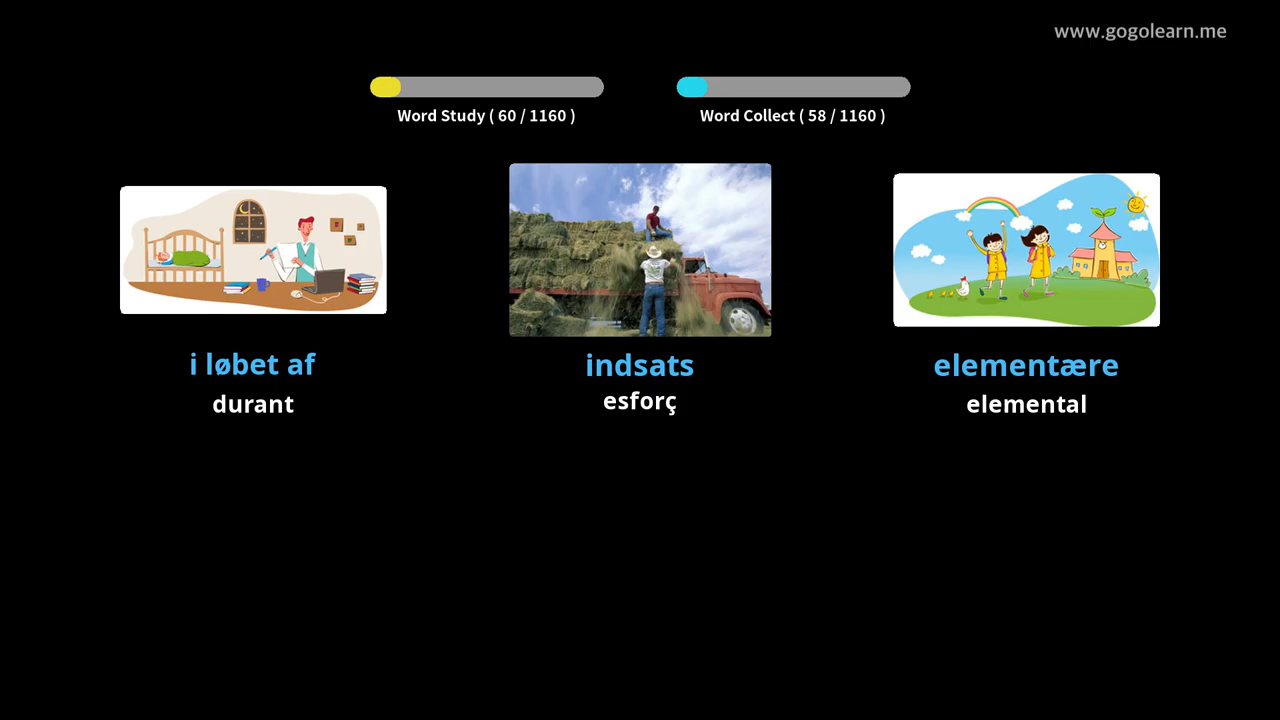 www.gogolearn.me
Word Study ( 60 / 1160 )
Word Collect ( 58 / 1160 )
i løbet af
durant
indsats
esforç
elementære
elemental